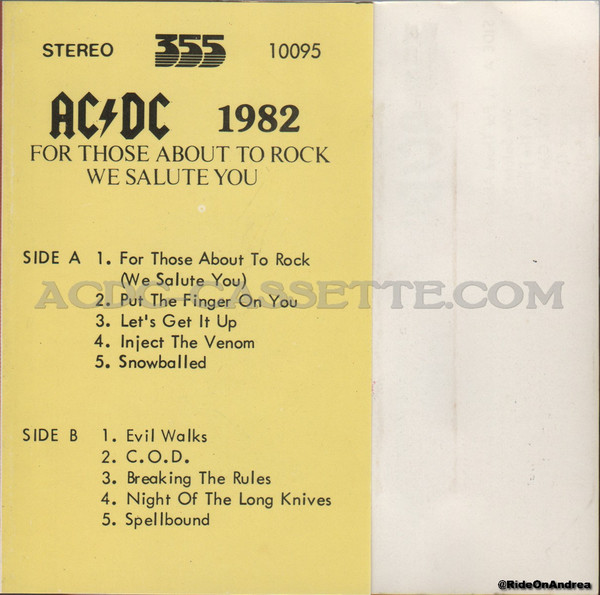 STEREO 355 10095
AC⚡DC 1982
FOR THOSE ABOUT TO ROCK
WE SALUTE YOU
SIDE A 1. For Those About To Rock
(We Salute You)
ACDC-CASSETTE.COM
2. Put The Finger On You
3. Let's Get It Up
4. Inject The Venom
5. Snowballed
SIDE B 1. Evil Walks
2. C.O.D.
3. Breaking The Rules
4. Night Of The Long Knives
5. Spellbound
@RideOnAndrea